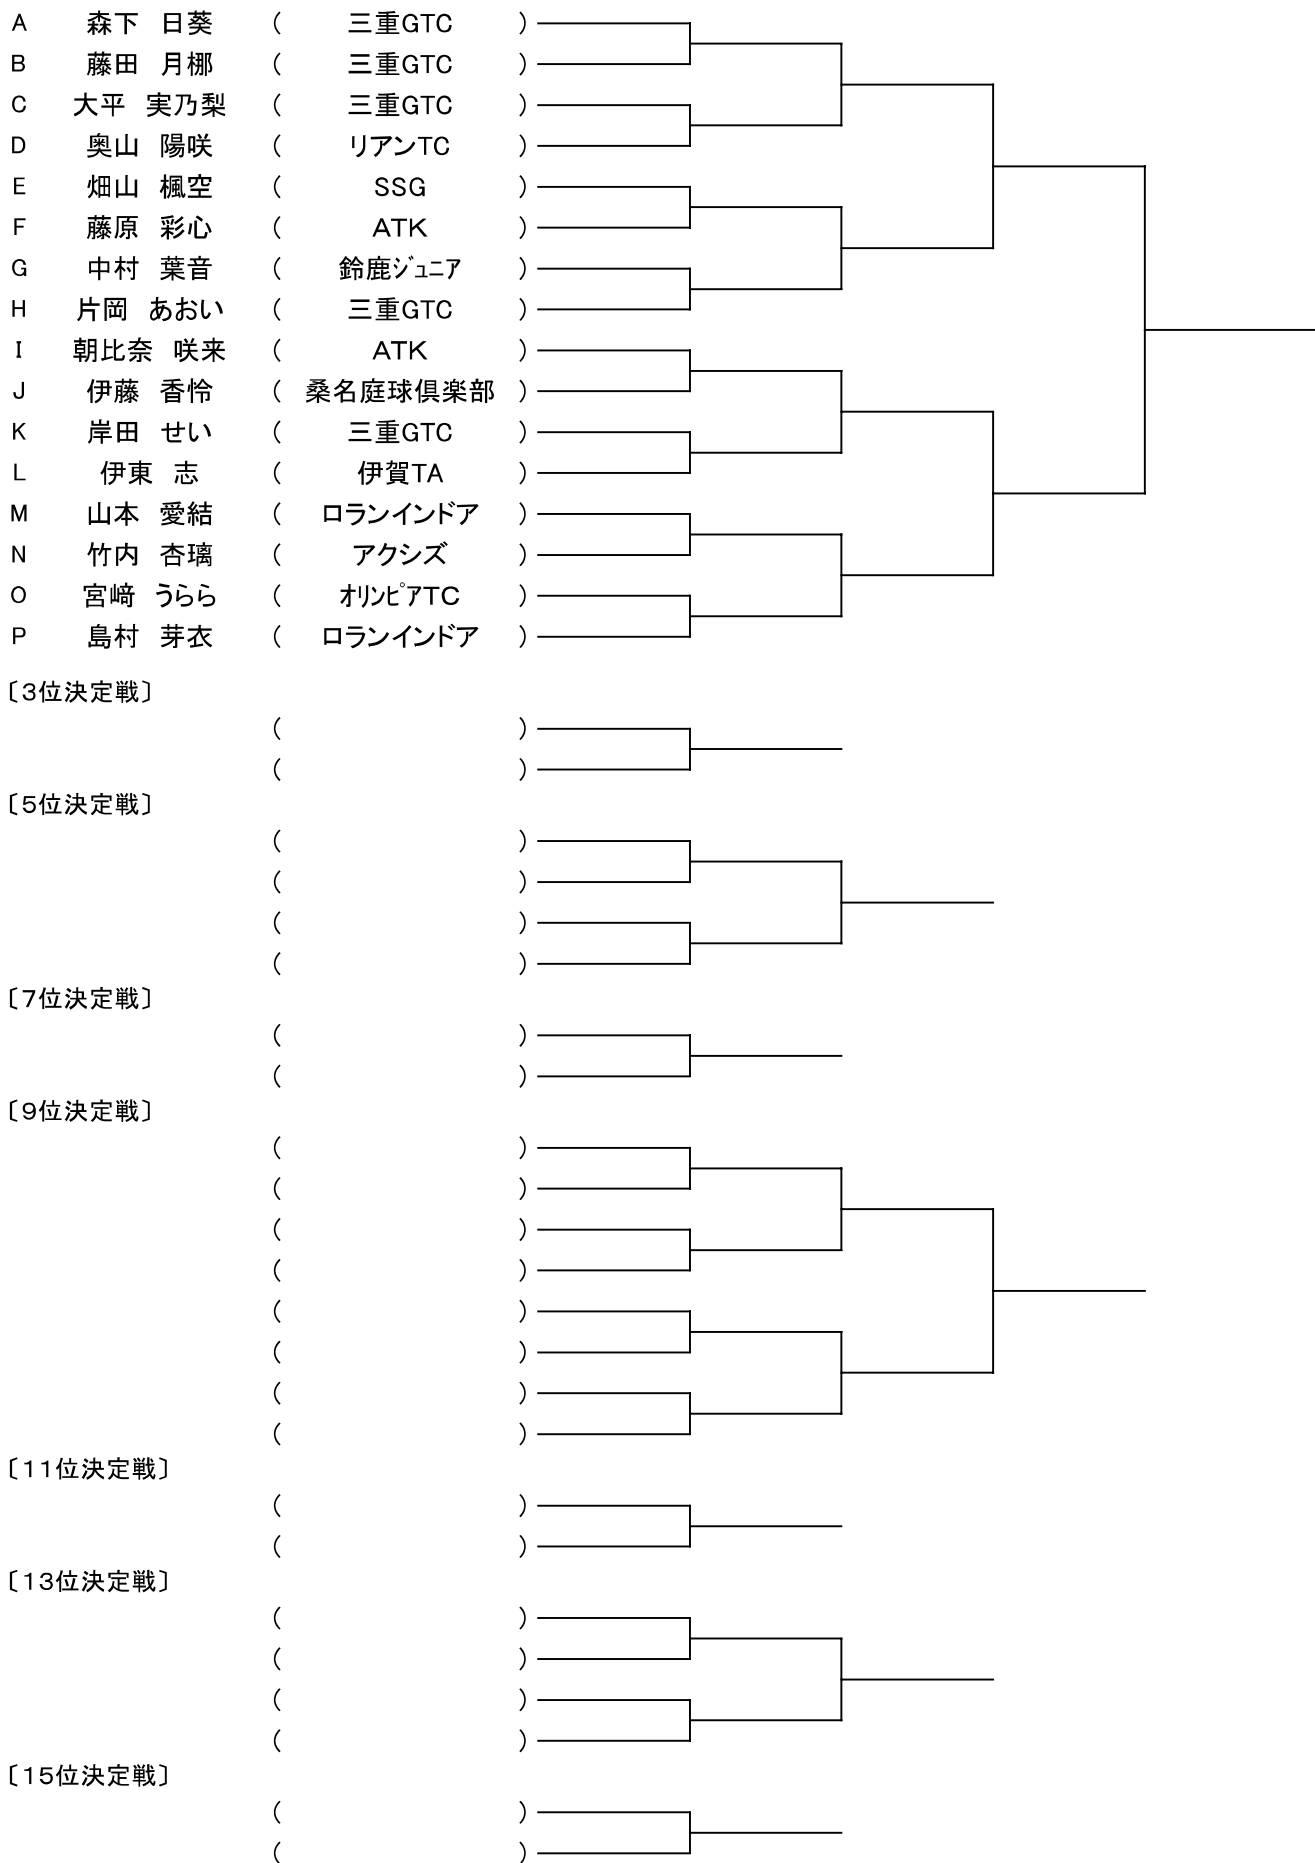 A 森下 日葵 ( 三重GTC )
B 藤田 月梛 ( 三重GTC )
C 大平 実乃梨 ( 三重GTC )
D 奥山 陽咲 ( リアンTC )
E 畑山 楓空 ( SSG )
F 藤原 彩心 ( ATK )
G 中村 葉音 ( 鈴鹿ｼﾞｭﾆｱ )
H 片岡 あおい ( 三重GTC )
I 朝比奈 咲来 ( ATK )
J 伊藤 香怜 ( 桑名庭球倶楽部 )
K 岸田 せい ( 三重GTC )
L 伊東 志 ( 伊賀TA )
M 山本 愛結 ( ロランインドア )
N 竹内 杏璃 ( アクシズ )
O 宮﨑 うらら ( ｵﾘﾝﾋﾟｱTC )
P 島村 芽衣 ( ロランインドア )
〔3位決定戦〕
( )
( )
〔5位決定戦〕
( )
( )
( )
( )
〔7位決定戦〕
( )
( )
〔9位決定戦〕
( )
( )
( )
( )
( )
( )
( )
( )
〔11位決定戦〕
( )
( )
〔13位決定戦〕
( )
( )
( )
( )
〔15位決定戦〕
( )
( )